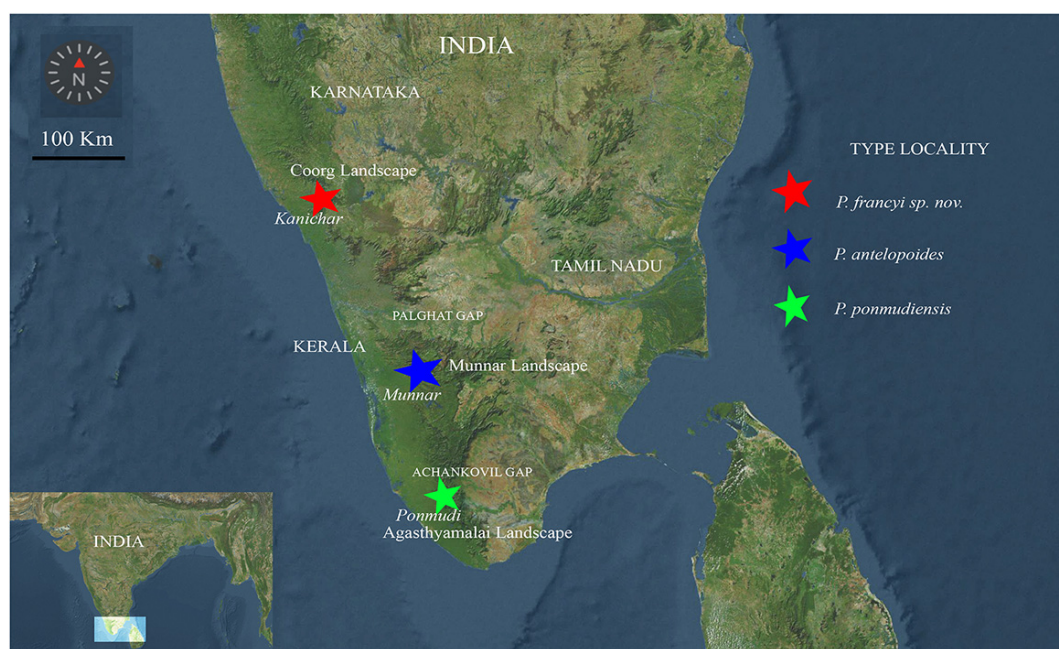 INDIA
N
KARNATAKA
100 Km
TYPE LOCALITY
Coorg Landscape
P. francyi sp. nov.
Kanichar
P. antelopoides
TAMIL NADU
P. ponmudiensis
PALGHAT GAP
KERALA
Munnar Landscape
Munnar
ACHANKOVIL GAP
Ponmudi
Agasthyamalai Landscape
INDIA